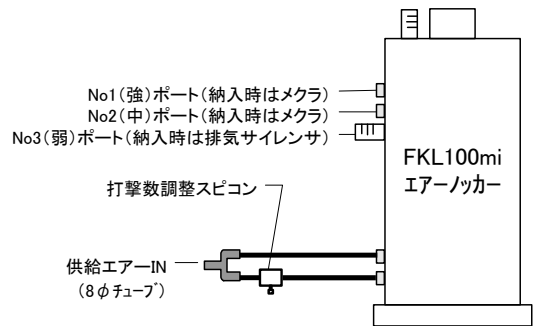 No1(強)ポート(納入時はメクラ)
No2(中)ポート(納入時はメクラ)
No3(弱)ポート(納入時は排気サイレンサ)
FKL100mi
エアーノッカー
打撃数調整スピコン
供給エアーIN
(8φチューブ)